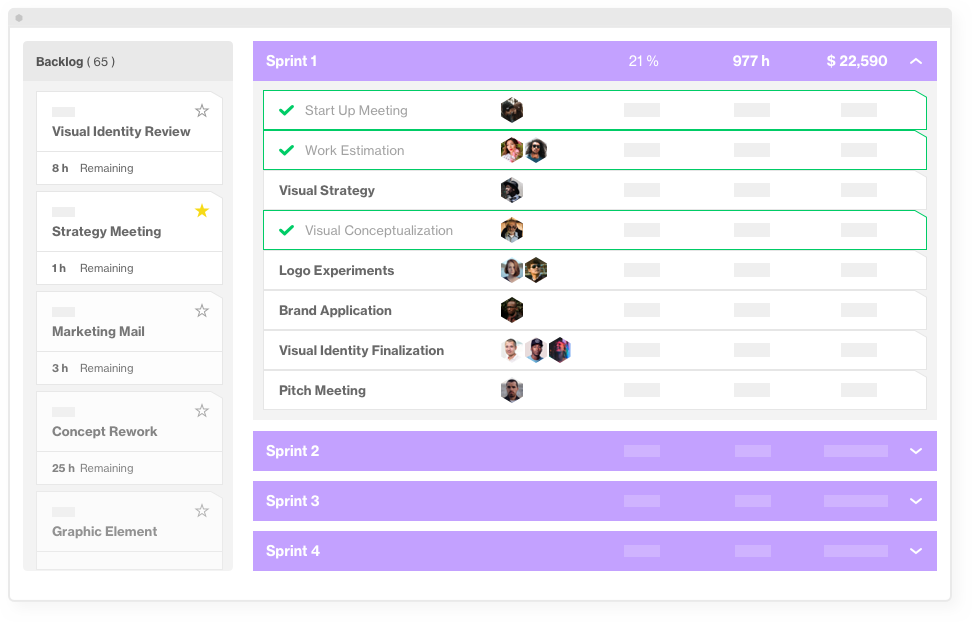 Backlog ( 65 )
Visual Identity Review
8 h Remaining
Strategy Meeting
1 h Remaining
Marketing Mail
3 h Remaining
Concept Rework
25 h Remaining
Graphic Element
Sprint 1 21 % 977 h $ 22,590
Start Up Meeting
Work Estimation
Visual Strategy
Visual Conceptualization
Logo Experiments
Brand Application
Visual Identity Finalization
Pitch Meeting
Sprint 2
Sprint 3
Sprint 4